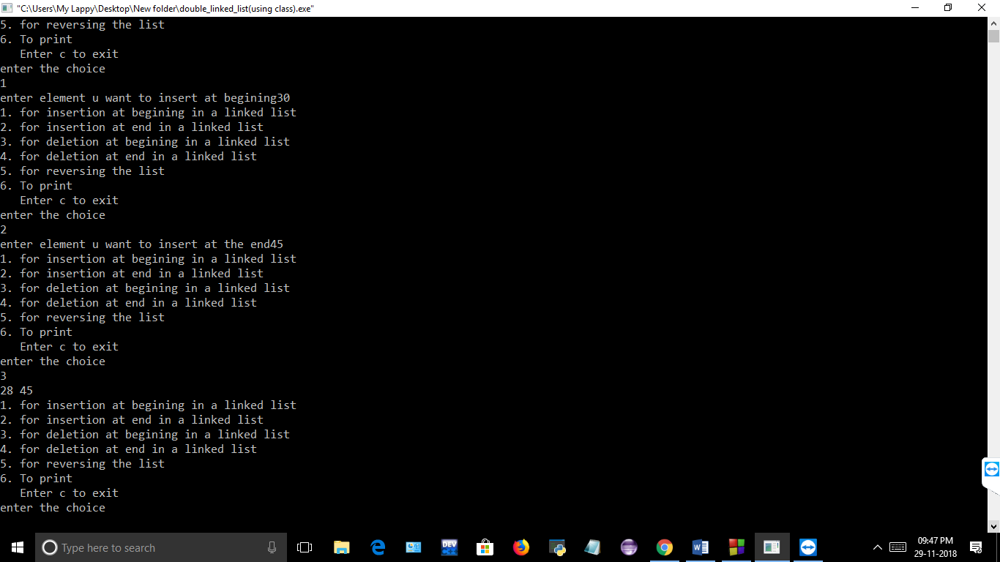 "C:\Users\My Lappy\Desktop\New folder\double_linked_list(using class).exe"
5. for reversing the list
6. To print
   Enter c to exit
enter the choice
1
enter element u want to insert at begining30
1. for insertion at begining in a linked list
2. for insertion at end in a linked list
3. for deletion at begining in a linked list
4. for deletion at end in a linked list
5. for reversing the list
6. To print
   Enter c to exit
enter the choice
2
enter element u want to insert at the end45
1. for insertion at begining in a linked list
2. for insertion at end in a linked list
3. for deletion at begining in a linked list
4. for deletion at end in a linked list
5. for reversing the list
6. To print
   Enter c to exit
enter the choice
3
28 45
1. for insertion at begining in a linked list
2. for insertion at end in a linked list
3. for deletion at begining in a linked list
4. for deletion at end in a linked list
5. for reversing the list
6. To print
   Enter c to exit
enter the choice
Type here to search
DEV
09:47 PM
29-11-2018